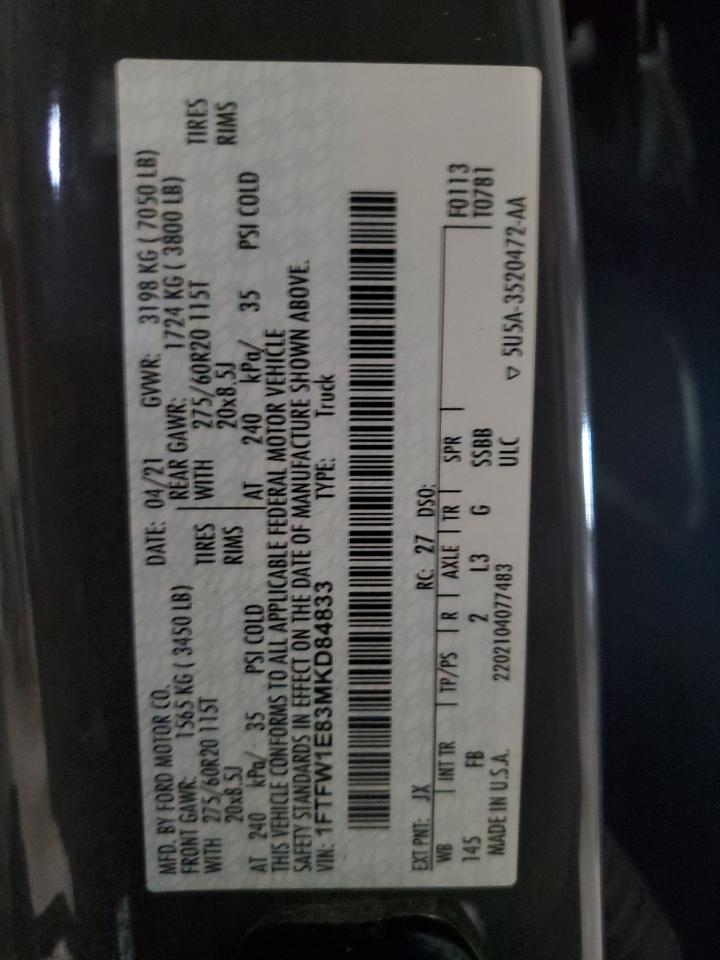 MFD. BY FORD MOTOR CO.
DATE: 04/21 GVWR: 3198 KG ( 7050 LB)
FRONT GAWR: 1565 KG ( 3450 LB) REAR GAWR: 1724 KG ( 3800 LB)
WITH 275/60R20 115T TIRES WITH 275/60R20 115T TIRES
20x8.5J RIMS 20x8.5J RIMS
AT 240 kPa/ 35 PSI COLD AT 240 kPa/ 35 PSI COLD
THIS VEHICLE CONFORMS TO ALL APPLICABLE FEDERAL MOTOR VEHICLE
SAFETY STANDARDS IN EFFECT ON THE DATE OF MANUFACTURE SHOWN ABOVE.
VIN: 1FTFW1E83MKD84833 TYPE: Truck
EXT PNT: JX RC: 27 DSO:
WB INT TR TP/PS R AXLE TR SPR F0113
145 FB 2 L3 G SSBB T0781
MADE IN U.S.A. 2202104077483 ULC ▽ 5U5A-3520472-AA